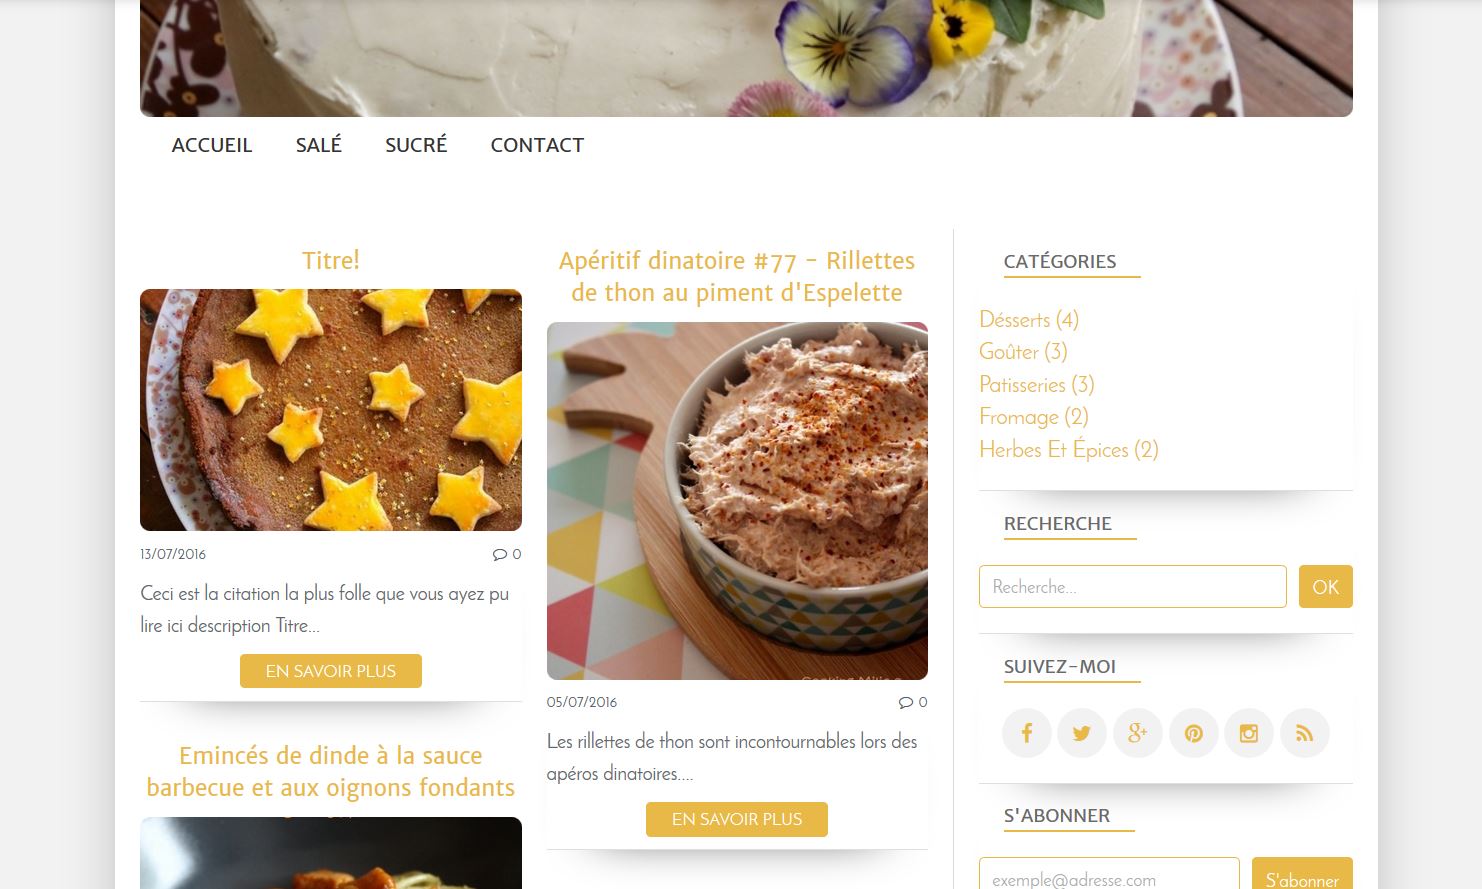 ACCUEIL SALÉ SUCRÉ CONTACT
Titre!
13/07/2016 0
Ceci est la citation la plus folle que vous ayez pu
lire ici description Titre...
EN SAVOIR PLUS
Emincés de dinde à la sauce
barbecue et aux oignons fondants
Apéritif dinatoire #77 - Rillettes
de thon au piment d'Espelette
05/07/2016 0
Les rillettes de thon sont incontournables lors des
apéros dinatoires....
EN SAVOIR PLUS
CATÉGORIES
Désserts (4)
Goûter (3)
Patisseries (3)
Fromage (2)
Herbes Et Épices (2)
RECHERCHE
Recherche... OK
SUIVEZ-MOI
S'ABONNER
exemple@adresse.com S'abonner